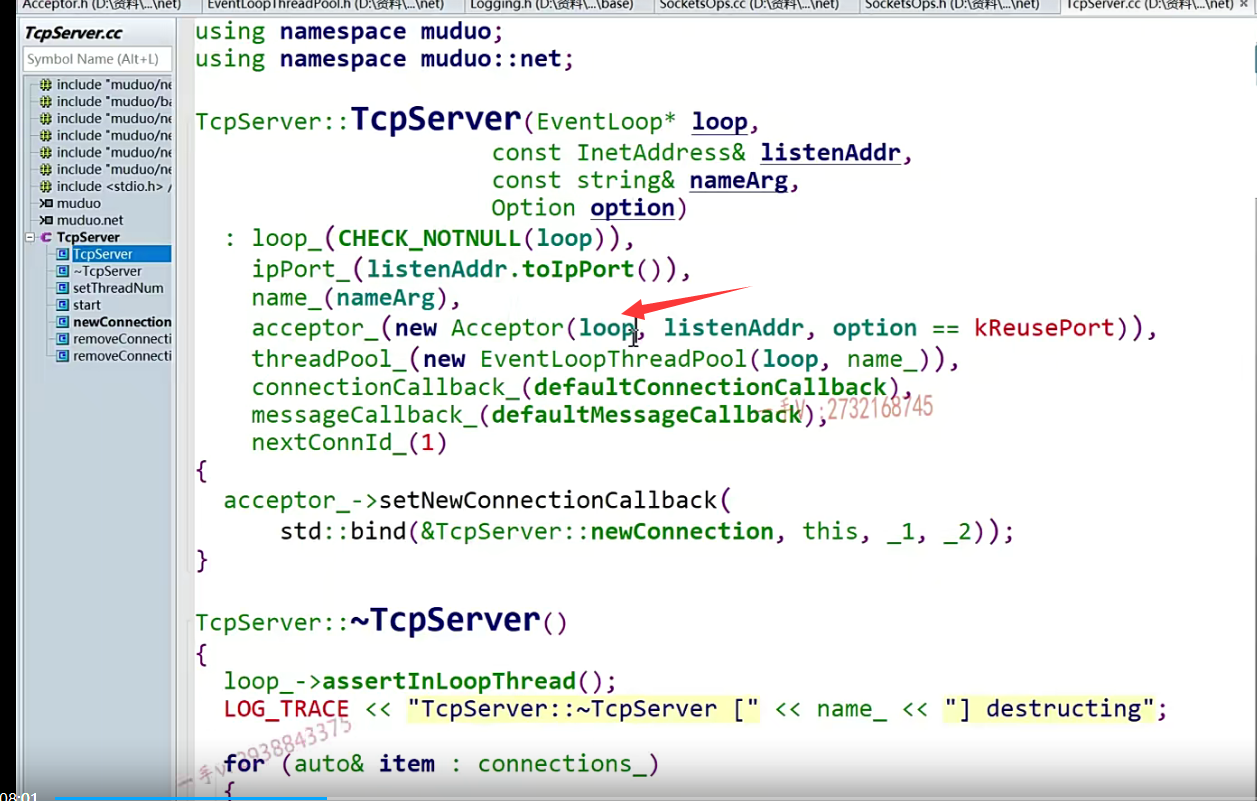 Acceptor.h (D:\资料\...\net)
EventLoopThreadPool.h (D:\资料\...\net)
Logging.h (D:\资料\...\base)
SocketsOps.cc (D:\资料\...\net)
SocketsOps.h (D:\资料\...\net)
TcpServer.cc (D:\资料\...\net) ×
TcpServer.cc
Symbol Name (Alt+L)
include "muduo/ne
include "muduo/ba
include "muduo/ne
include "muduo/ne
include "muduo/ne
include "muduo/ne
include <stdio.h> /
muduo
muduo.net
TcpServer
TcpServer
~TcpServer
setThreadNum
start
newConnection
removeConnecti
removeConnecti
using namespace muduo;
using namespace muduo::net;
TcpServer::TcpServer(EventLoop* loop,
const InetAddress& listenAddr,
const string& nameArg,
Option option)
: loop_(CHECK_NOTNULL(loop)),
ipPort_(listenAddr.toIpPort()),
name_(nameArg),
acceptor_(new Acceptor(loop, listenAddr, option == kReusePort)),
threadPool_(new EventLoopThreadPool(loop, name_)),
connectionCallback_(defaultConnectionCallback),
messageCallback_(defaultMessageCallback),
nextConnId_(1)
{
acceptor_->setNewConnectionCallback(
std::bind(&TcpServer::newConnection, this, _1, _2));
}
TcpServer::~TcpServer()
{
loop_->assertInLoopThread();
LOG_TRACE << "TcpServer::~TcpServer [" << name_ << "] destructing";
for (auto& item : connections_)
{
一手V:2732168745
一手V:2938843375
08:01